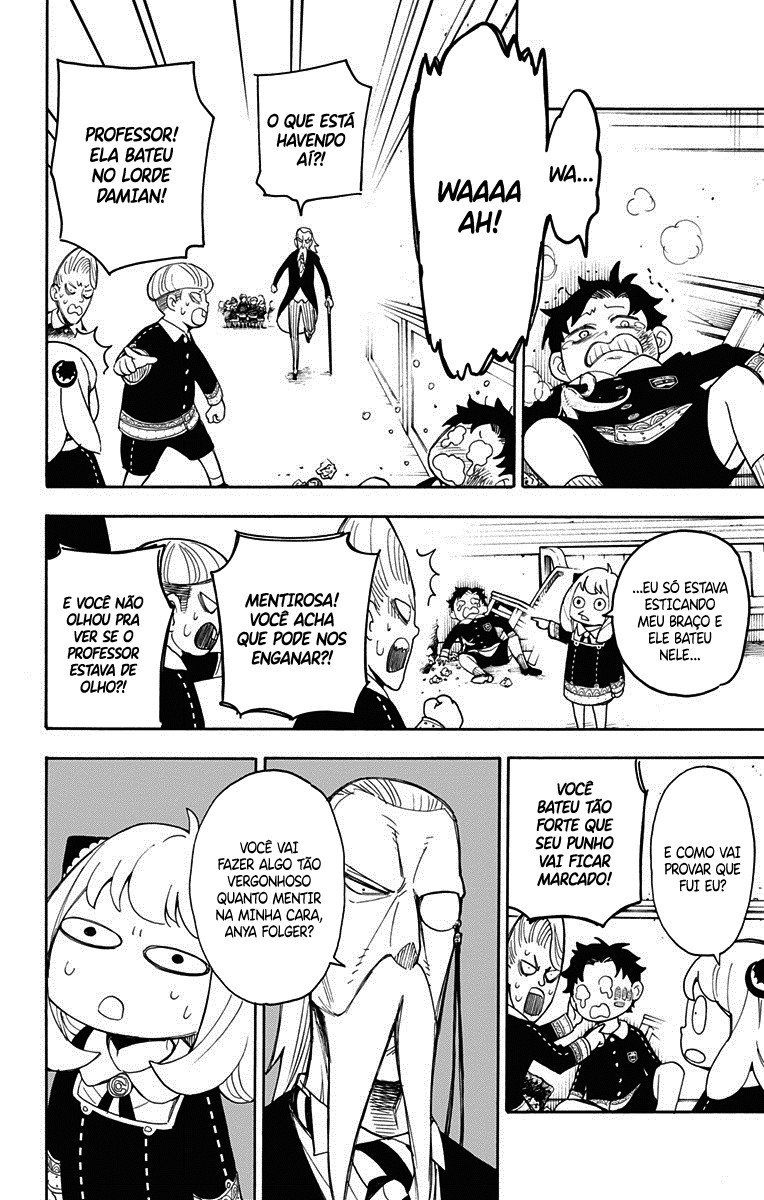 WA...
WAAAA
AH!
O QUE ESTÁ
HAVENDO
AÍ?!
PROFESSOR!
ELA BATEU
NO LORDE
DAMIAN!
...EU SÓ ESTAVA
ESTICANDO
MEU BRAÇO E
ELE BATEU
NELE...
MENTIROSA!
VOCÊ ACHA
QUE PODE NOS
ENGANAR?!
E VOCÊ NÃO
OLHOU PRA
VER SE O
PROFESSOR
ESTAVA DE
OLHO?!
E COMO VAI
PROVAR QUE
FUI EU?
VOCÊ
BATEU TÃO
FORTE QUE
SEU PUNHO
VAI FICAR
MARCADO!
VOCÊ VAI
FAZER ALGO TÃO
VERGONHOSO
QUANTO MENTIR
NA MINHA CARA,
ANYA FOLGER?